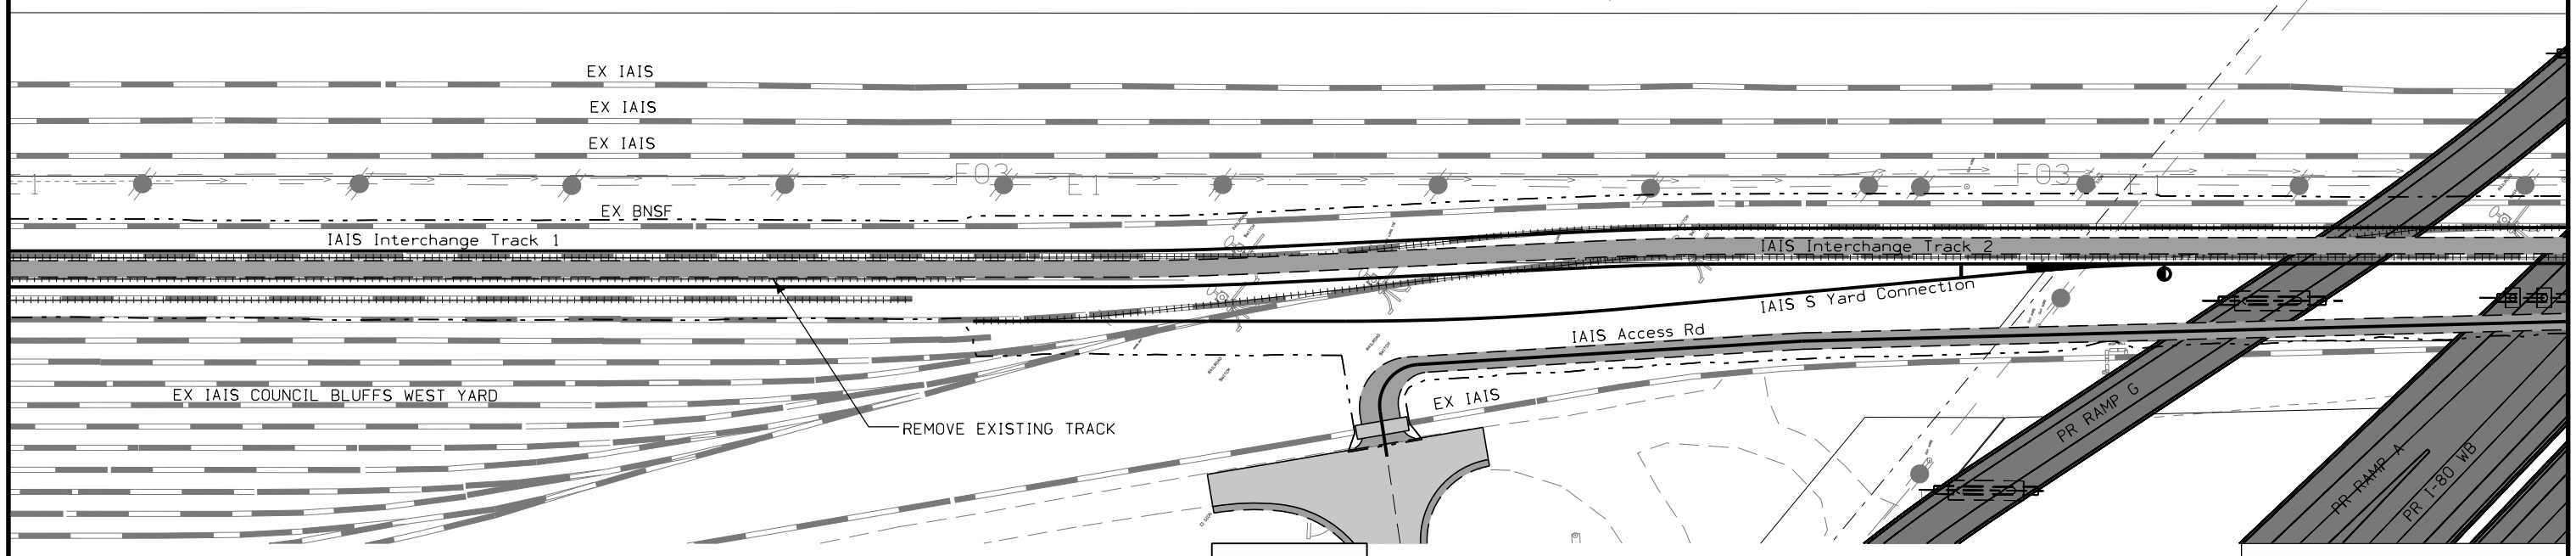 EX IAIS
EX IAIS
EX IAIS
F03
E1
F03
EX BNSF
IAIS Interchange Track 1
IAIS Interchange Track 2
IAIS S Yard Connection
IAIS Access Rd
EX IAIS COUNCIL BLUFFS WEST YARD
EX IAIS
REMOVE EXISTING TRACK
PR RAMP G
PR RAMP A
PR I-80 WB